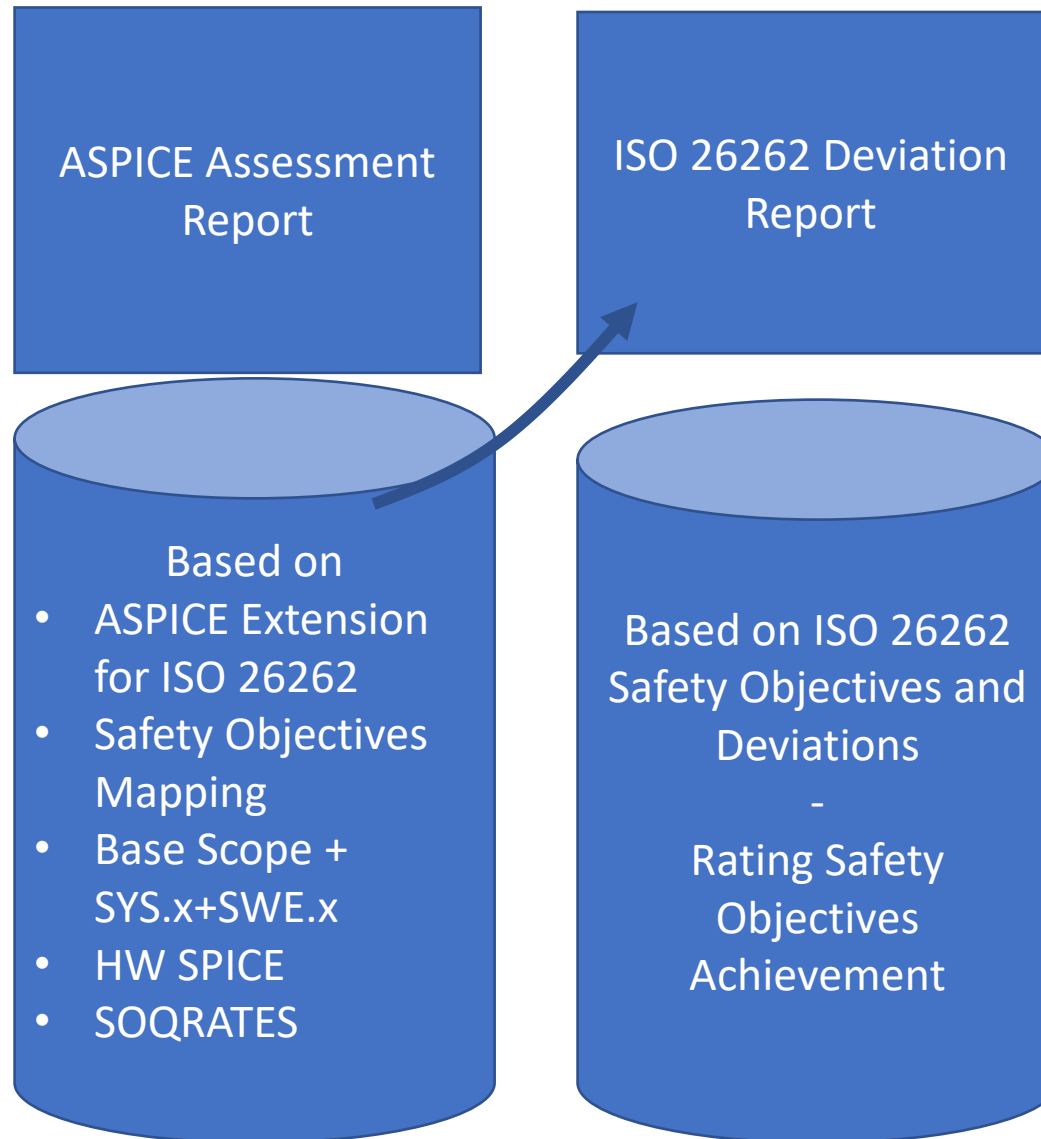 ASPICE Assessment
Report
ISO 26262 Deviation
Report
Based on
• ASPICE Extension
for ISO 26262
• Safety Objectives
Mapping
• Base Scope +
SYS.x+SWE.x
• HW SPICE
• SOQRATES
Based on ISO 26262
Safety Objectives and
Deviations
-
Rating Safety
Objectives
Achievement